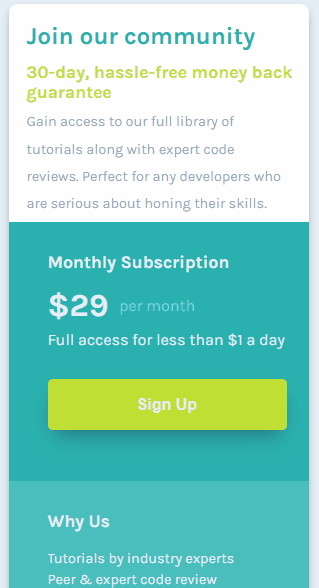 Join our community
30-day, hassle-free money back
guarantee
Gain access to our full library of
tutorials along with expert code
reviews. Perfect for any developers who
are serious about honing their skills.
Monthly Subscription
$29 per month
Full access for less than $1 a day
Sign Up
Why Us
Tutorials by industry experts
Peer & expert code review